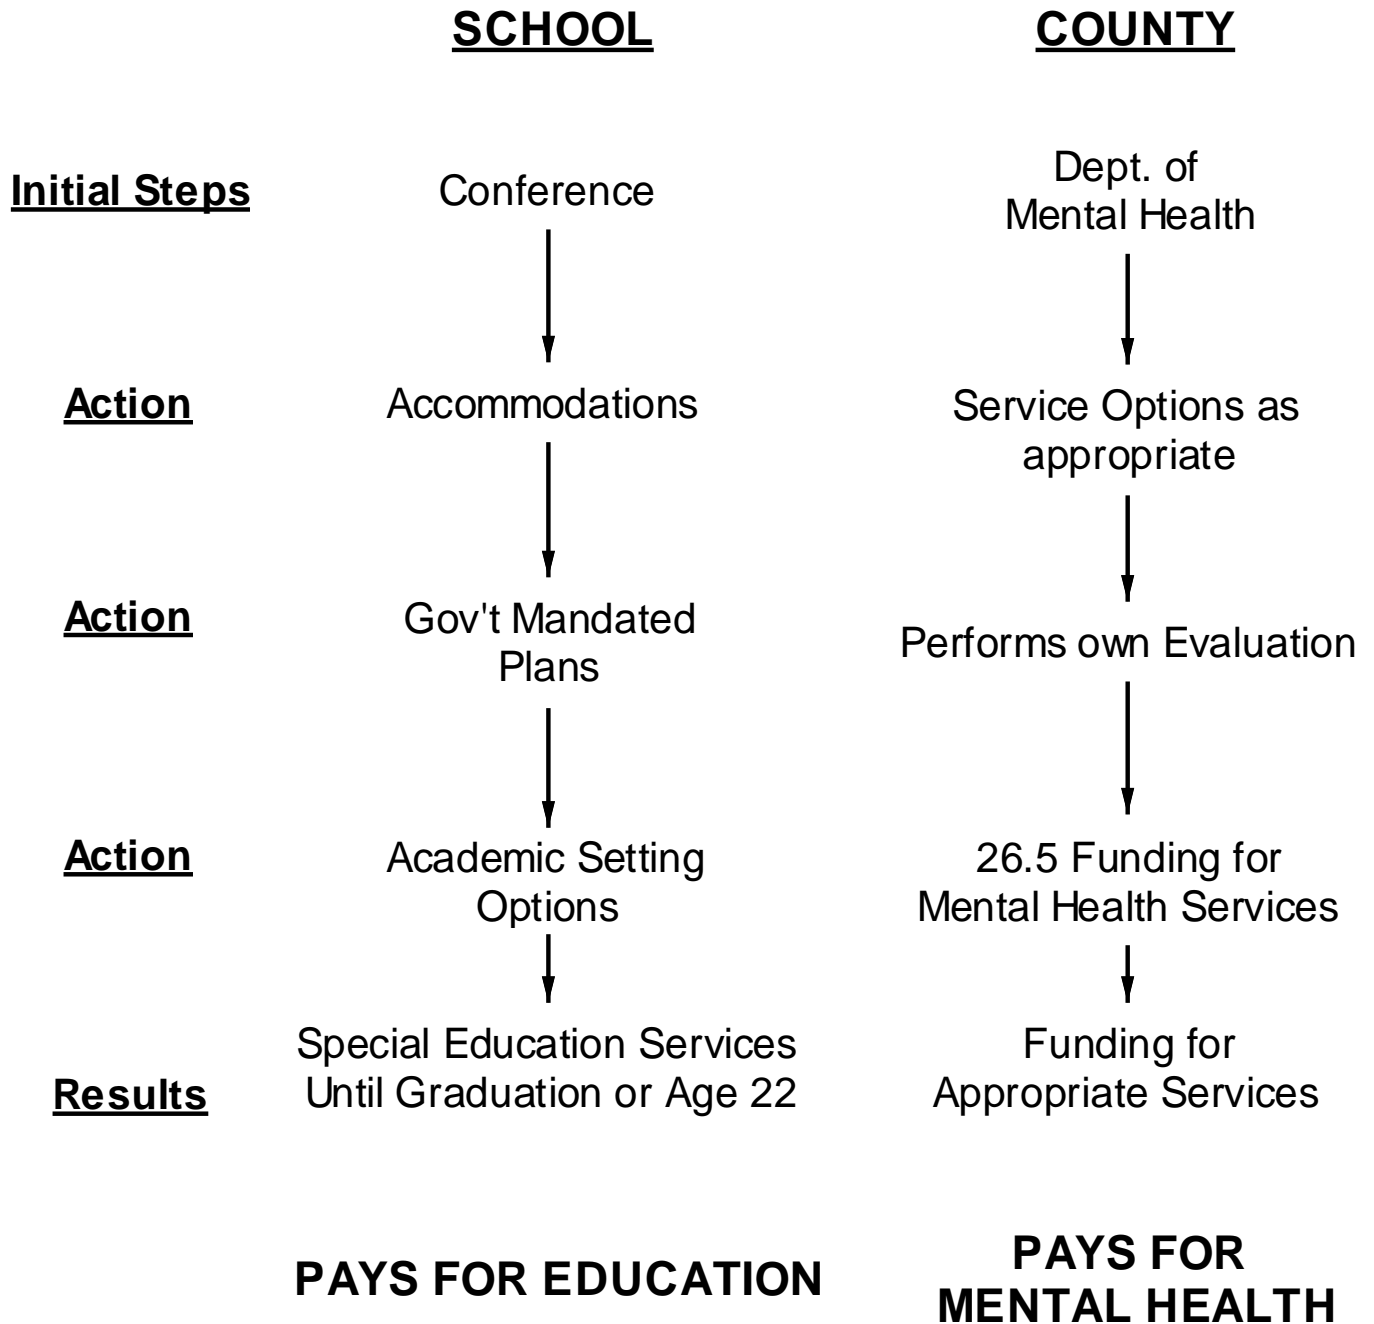 SCHOOL
COUNTY
Initial Steps
Conference
Dept. of
Mental Health
Action
Accommodations
Service Options as
appropriate
Action
Gov't Mandated
Plans
Performs own Evaluation
Action
Academic Setting
Options
26.5 Funding for
Mental Health Services
Results
Special Education Services
Until Graduation or Age 22
Funding for
Appropriate Services
PAYS FOR EDUCATION
PAYS FOR
MENTAL HEALTH